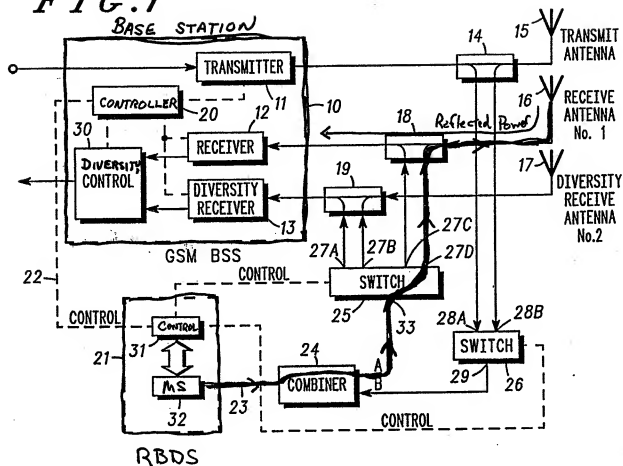 FIG. 1
BASE STATION
15
TRANSMIT
ANTENNA
14
TRANSMITTER
11
CONTROLLER
20
10
16
RECEIVE
ANTENNA
No. 1
Reflected Power
12
18
30
RECEIVER
DIVERSITY
CONTROL
17
DIVERSITY
RECEIVE
ANTENNA
No.2
19
DIVERSITY
RECEIVER
13
GSM BSS
27A
27B
27C
27D
22
CONTROL
SWITCH
25
33
28A
28B
CONTROL
SWITCH
29
26
21
CONTROL
31
24
COMBINER
A
B
MS
32
23
CONTROL
RBDS